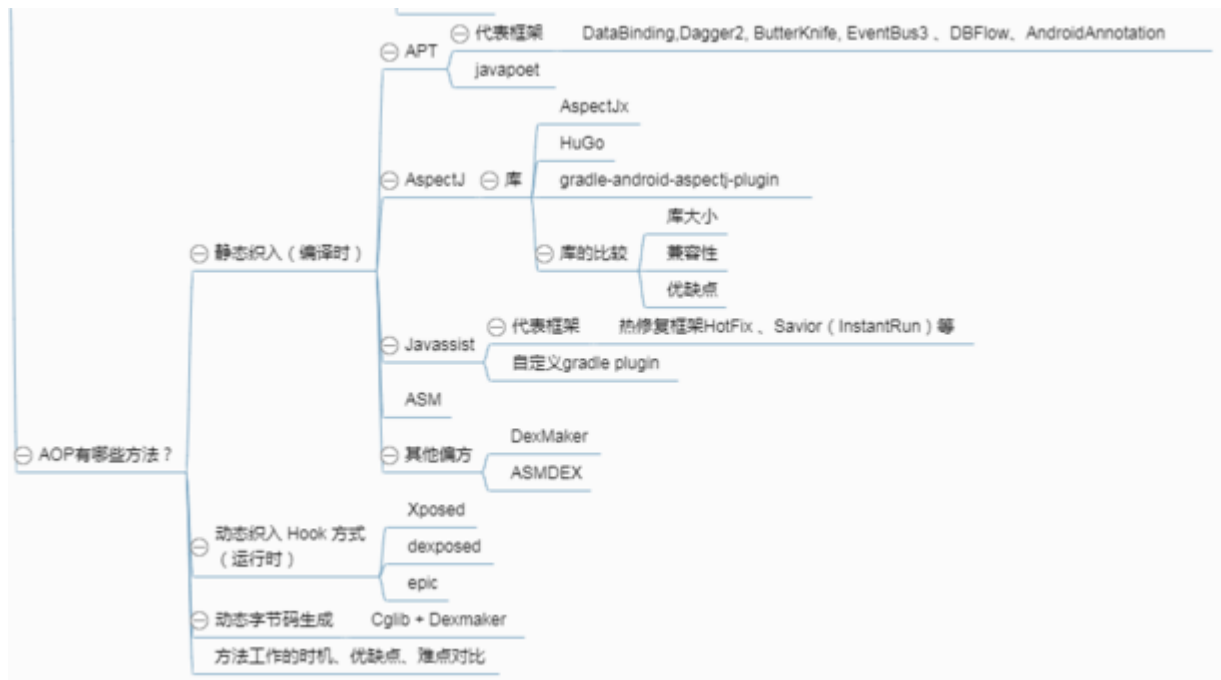 代表框架 DataBinding,Dagger2, ButterKnife, EventBus3 、DBFlow、AndroidAnnotation
APT
javapoet
AspectJx
HuGo
AspectJ 库 gradle-android-aspectj-plugin
库大小
静态织入（编译时） 库的比较 兼容性
优缺点
代表框架 热修复框架HotFix 、Savior（InstantRun）等
Javassist
自定义gradle plugin
ASM
DexMaker
AOP有哪些方法？ 其他偏方
ASMDEX
Xposed
动态织入 Hook 方式
（运行时）
dexposed
epic
动态字节码生成 Cglib + Dexmaker
方法工作的时机、优缺点、难点对比